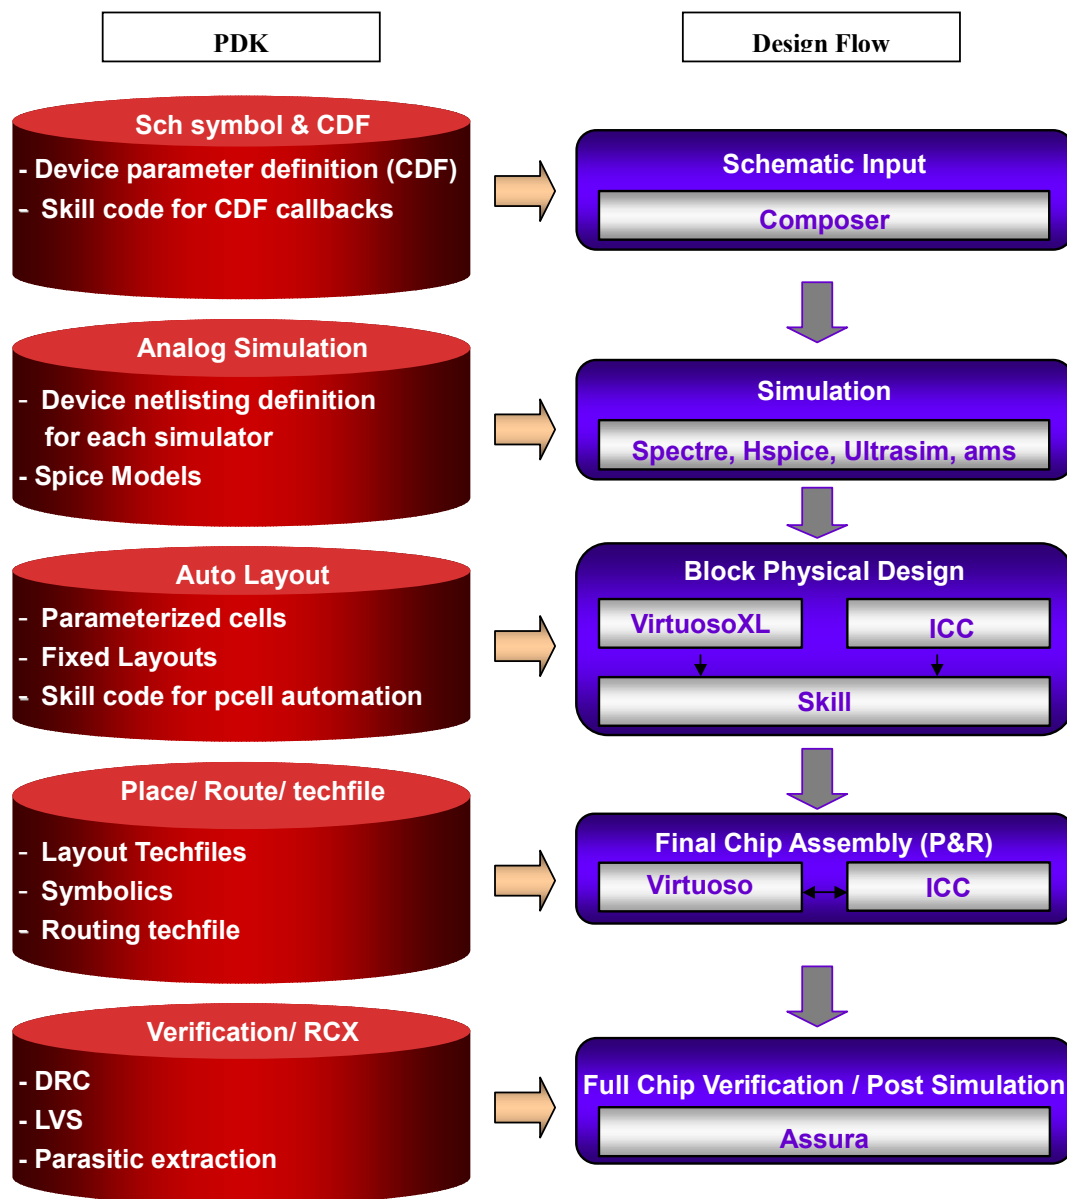 PDK
Design Flow
Sch symbol & CDF
- Device parameter definition (CDF)
- Skill code for CDF callbacks
Schematic Input
Composer
Analog Simulation
- Device netlisting definition
for each simulator
- Spice Models
Simulation
Spectre, Hspice, Ultrasim, ams
Auto Layout
- Parameterized cells
- Fixed Layouts
- Skill code for pcell automation
Block Physical Design
VirtuosoXL
ICC
Skill
Place/ Route/ techfile
- Layout Techfiles
- Symbolics
- Routing techfile
Final Chip Assembly (P&R)
Virtuoso
ICC
Verification/ RCX
- DRC
- LVS
- Parasitic extraction
Full Chip Verification / Post Simulation
Assura